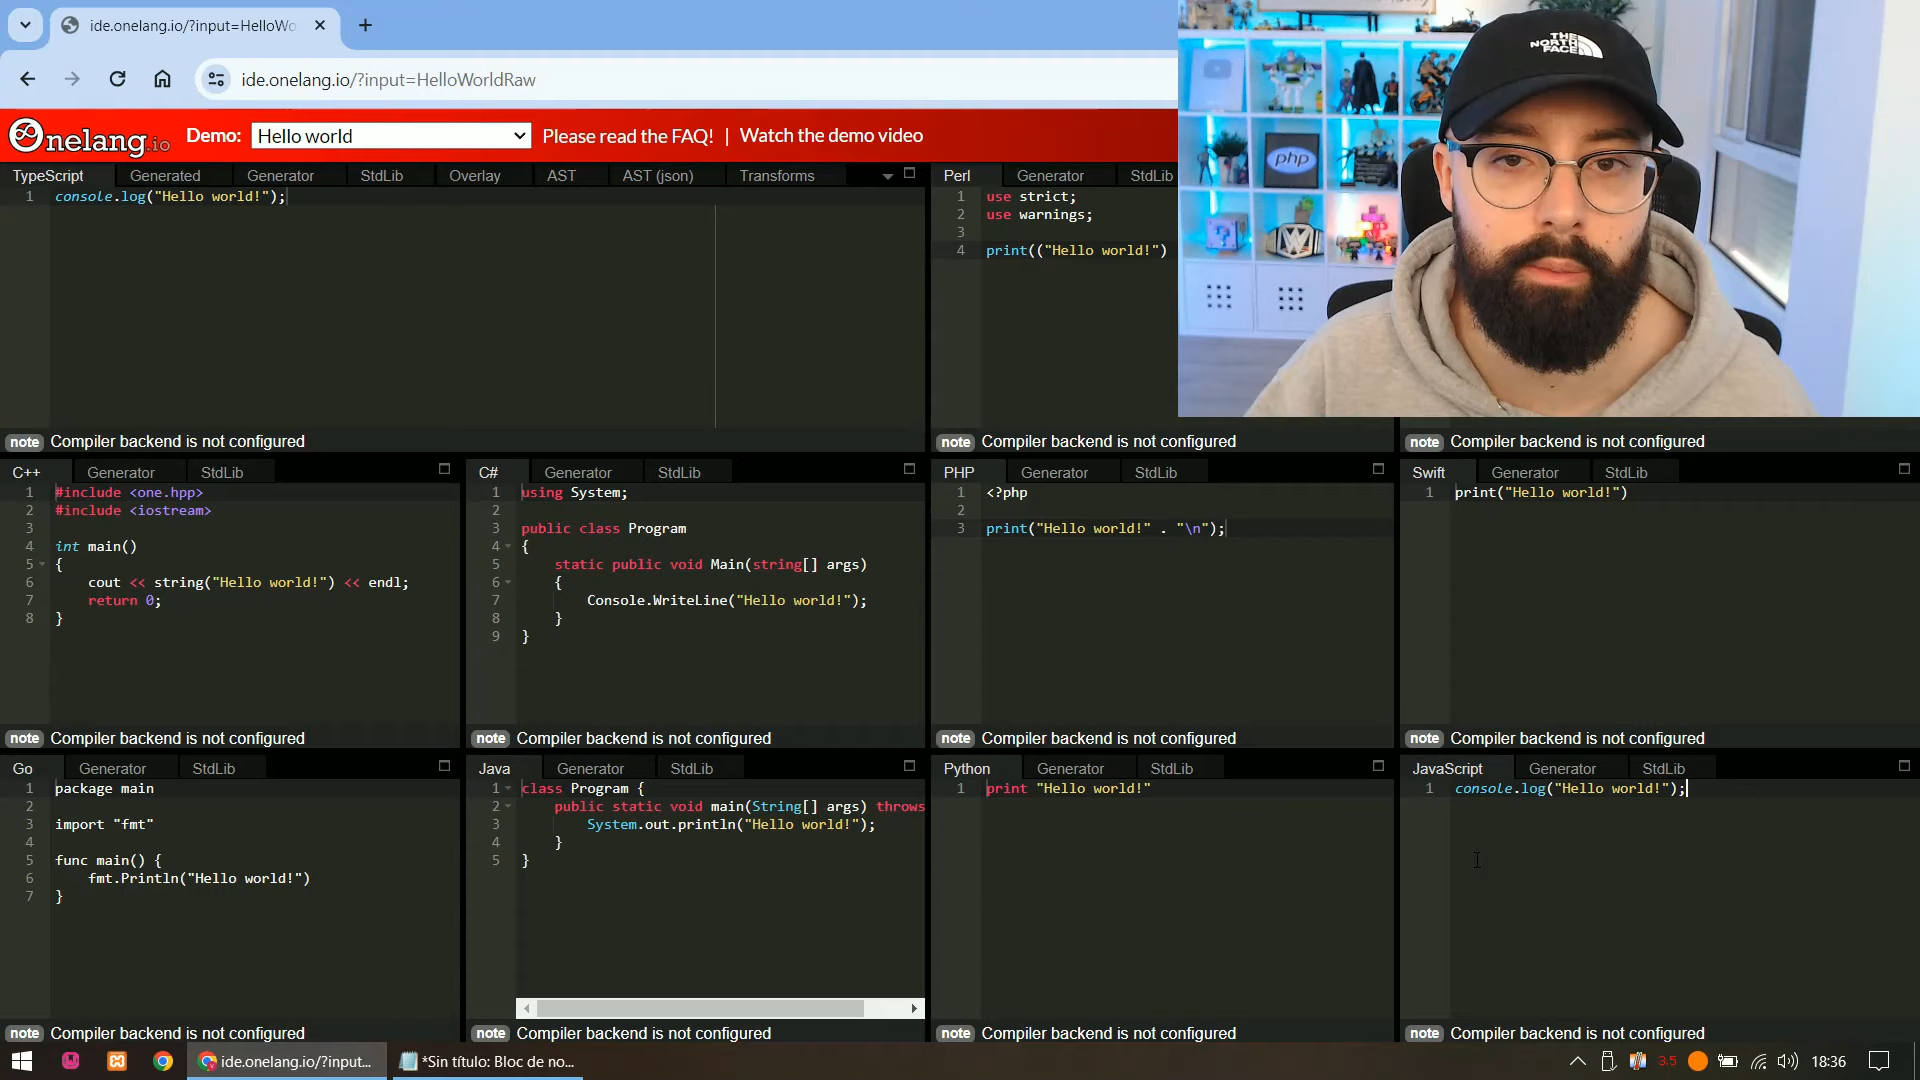 ide.onelang.io/?input=HelloWo
ide.onelang.io/?input=HelloWorldRaw
Onelang.io
Demo: Hello world Please read the FAQ! | Watch the demo video
TypeScript Generated Generator StdLib Overlay AST AST (json) Transforms
1 console.log("Hello world!");
note Compiler backend is not configured
Perl Generator StdLib
1 use strict;
2 use warnings;
3
4 print(("Hello world!")
note Compiler backend is not configured
THE
NORTH
FACE
php
note Compiler backend is not configured
C++ Generator StdLib
1 #include <one.hpp>
2 #include <iostream>
3
4 int main()
5 {
6 cout << string("Hello world!") << endl;
7 return 0;
8 }
note Compiler backend is not configured
C# Generator StdLib
1 using System;
2
3 public class Program
4 {
5 static public void Main(string[] args)
6 {
7 Console.WriteLine("Hello world!");
8 }
9 }
note Compiler backend is not configured
PHP Generator StdLib
1 <?php
2
3 print("Hello world!" . "\n");
note Compiler backend is not configured
Swift Generator StdLib
1 print("Hello world!")
note Compiler backend is not configured
Go Generator StdLib
1 package main
2
3 import "fmt"
4
5 func main() {
6 fmt.Println("Hello world!")
7 }
note Compiler backend is not configured
Java Generator StdLib
1 class Program {
2 public static void main(String[] args) throws
3 System.out.println("Hello world!");
4 }
5 }
note Compiler backend is not configured
Python Generator StdLib
1 print "Hello world!"
note Compiler backend is not configured
JavaScript Generator StdLib
1 console.log("Hello world!");
note Compiler backend is not configured
ide.onelang.io/?input... *Sin título: Bloc de no... 3.5 18:36